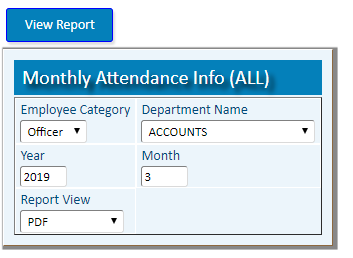 View Report
Monthly Attendance Info (ALL)
Employee Category Department Name
Officer ACCOUNTS
Year Month
2019 3
Report View
PDF